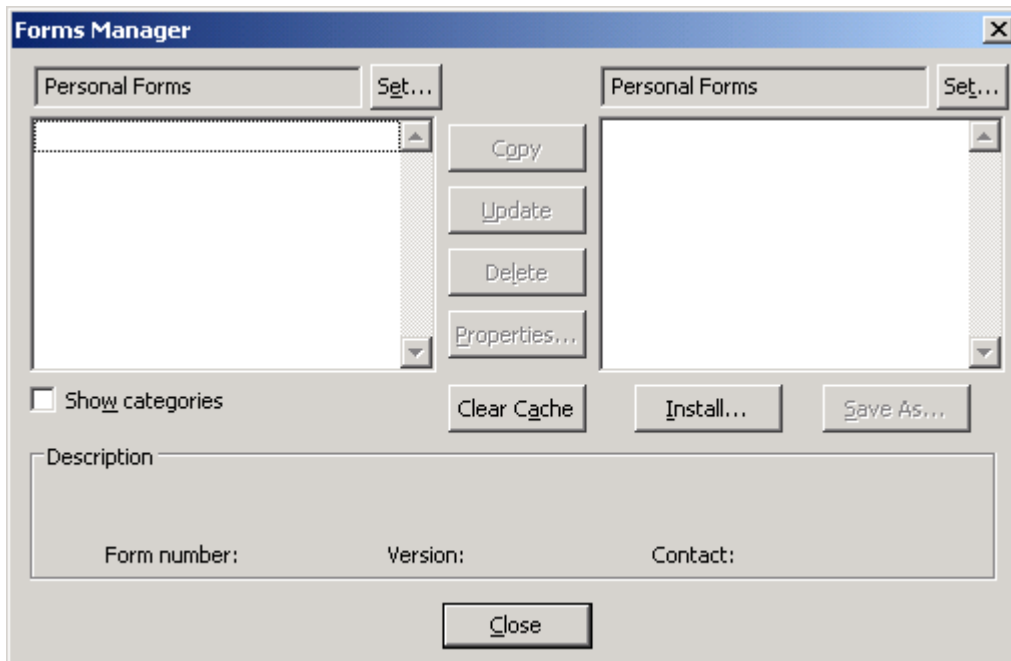 Forms Manager
Personal Forms
Set...
Personal Forms
Set...
Copy
Update
Delete
Properties...
Show categories
Clear Cache
Install...
Save As...
Description
Form number:
Version:
Contact:
Close